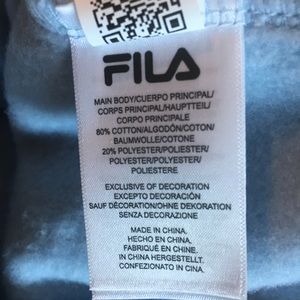 FILA
MAIN BODY/CUERPO PRINCIPAL/
CORPS PRINCIPAL/HAUPTTEIL/
CORPO PRINCIPALE
80% COTTON/ALGODÓN/COTON/
BAUMWOLLE/COTONE
20% POLYESTER/POLIESTER/
POLYESTER/POLYESTER/
POLIESTERE
EXCLUSIVE OF DECORATION
EXCEPTO DECORACIÓN
SAUF DÉCORATION/OHNE DEKORATION
SENZA DECORAZIONE
MADE IN CHINA.
HECHO EN CHINA.
FABRIQUÉ EN CHINE.
IN CHINA HERGESTELLT.
CONFEZIONATO IN CINA.